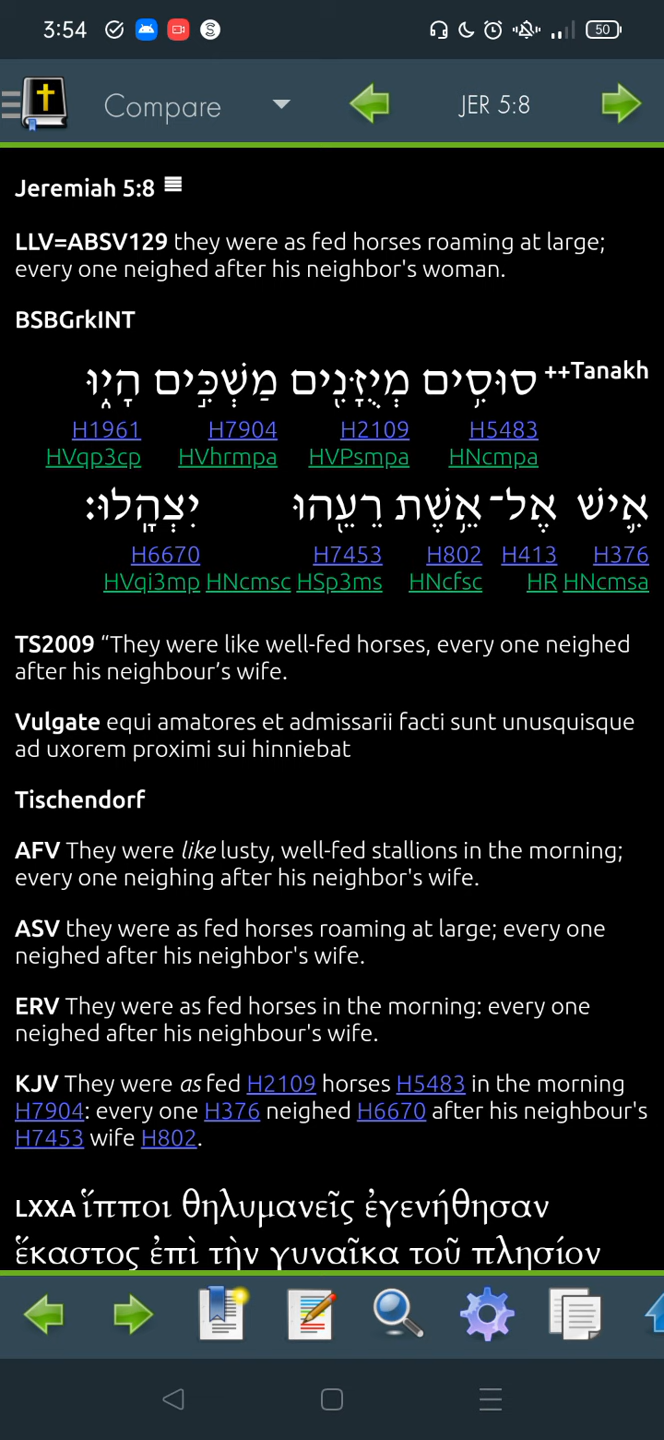 3:54 50
Compare JER 5:8
Jeremiah 5:8
LLV=ABSV129 they were as fed horses roaming at large;
every one neighed after his neighbor's woman.
BSBGrkINT
++Tanakh סוּסִ֥ים מְיֻזָּנִ֖ים מַשְׁכִּ֣ים הָי֑וּ
H1961 H7904 H2109 H5483
HVqp3cp HVhrmpa HVPsmpa HNcmpa
אִ֛ישׁ אֶל־אֵ֥שֶׁת רֵעֵ֖הוּ יִצְהָֽלוּ׃
H6670 H7453 H802 H413 H376
HVqi3mp HNcmsc HSp3ms HNcfsc HR HNcmsa
TS2009 “They were like well-fed horses, every one neighed
after his neighbour’s wife.
Vulgate equi amatores et admissarii facti sunt unusquisque
ad uxorem proximi sui hinniebat
Tischendorf
AFV They were like lusty, well-fed stallions in the morning;
every one neighing after his neighbor's wife.
ASV they were as fed horses roaming at large; every one
neighed after his neighbor's wife.
ERV They were as fed horses in the morning: every one
neighed after his neighbour's wife.
KJV They were as fed H2109 horses H5483 in the morning
H7904: every one H376 neighed H6670 after his neighbour's
H7453 wife H802.
LXXA ἵπποι θηλυμανεῖς ἐγενήθησαν
ἕκαστος ἐπὶ τὴν γυναῖκα τοῦ πλησίον